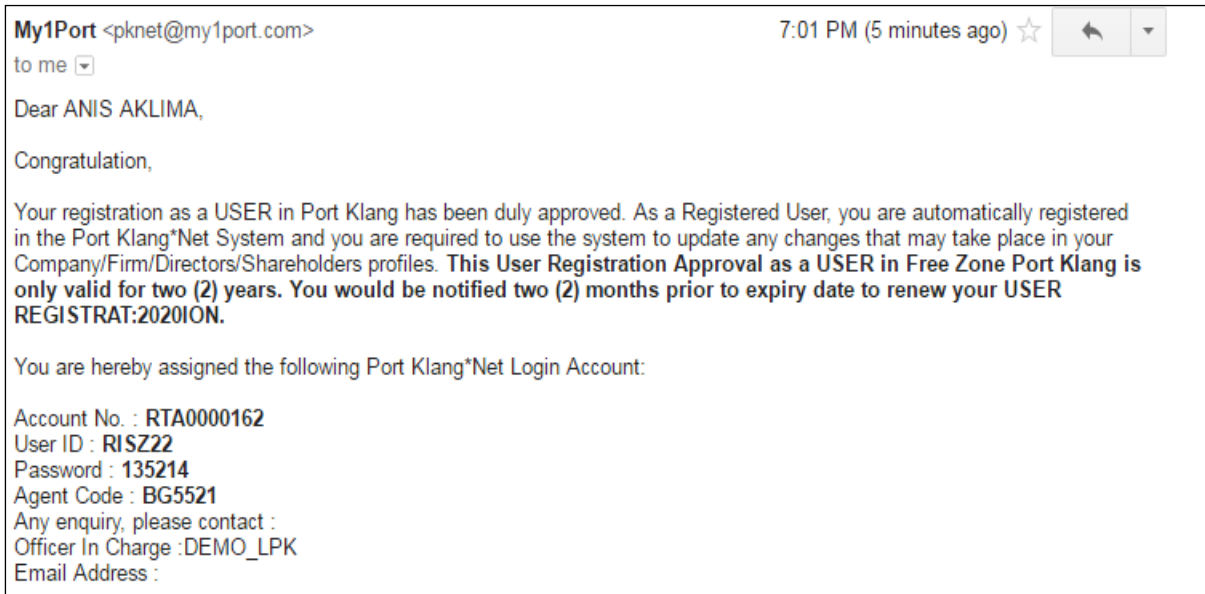 My1Port <pknet@my1port.com>
7:01 PM (5 minutes ago)
to me
Dear ANIS AKLIMA,
Congratulation,
Your registration as a USER in Port Klang has been duly approved. As a Registered User, you are automatically registered
in the Port Klang*Net System and you are required to use the system to update any changes that may take place in your
Company/Firm/Directors/Shareholders profiles. This User Registration Approval as a USER in Free Zone Port Klang is
only valid for two (2) years. You would be notified two (2) months prior to expiry date to renew your USER
REGISTRAT:2020ION.
You are hereby assigned the following Port Klang*Net Login Account:
Account No. : RTA0000162
User ID : RISZ22
Password : 135214
Agent Code : BG5521
Any enquiry, please contact :
Officer In Charge :DEMO_LPK
Email Address :